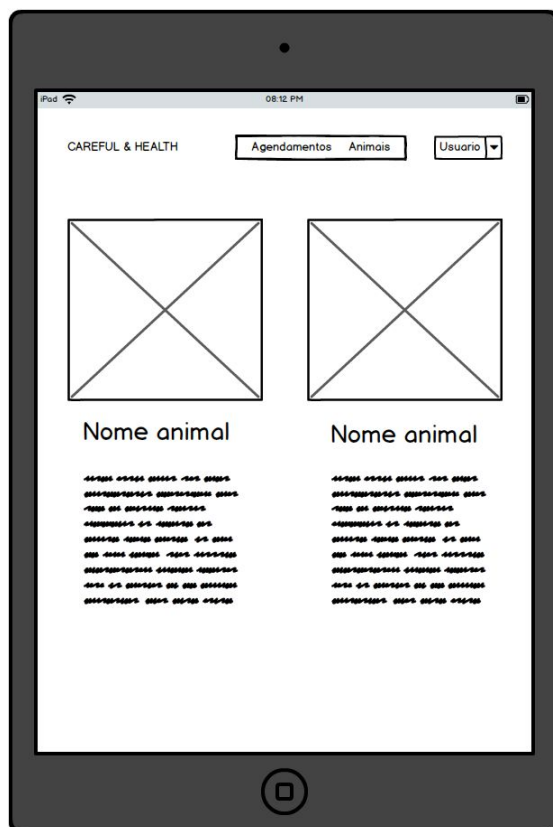 iPad
08:12 PM
CAREFUL & HEALTH
Agendamentos Animais
Usuario
Nome animal
Nome animal